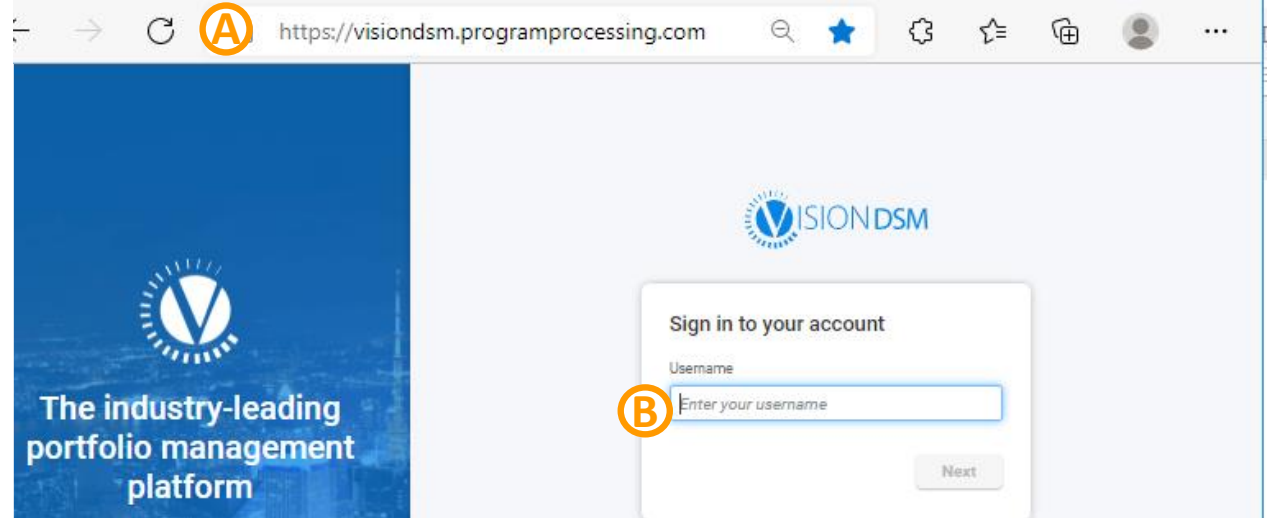 A https://visiondsm.programprocessing.com
VISION DSM
Sign in to your account
Username
B Enter your username
Next
V
The industry-leading
portfolio management
platform